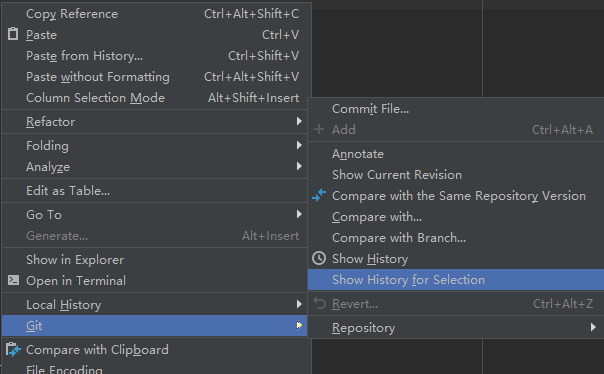 Copy Reference Ctrl+Alt+Shift+C
Paste Ctrl+V
Paste from History... Ctrl+Shift+V
Paste without Formatting Ctrl+Alt+Shift+V
Column Selection Mode Alt+Shift+Insert
Refactor
Folding
Analyze
Edit as Table...
Go To
Generate... Alt+Insert
Show in Explorer
Open in Terminal
Local History
Git
Compare with Clipboard
File Encoding
Commit File...
Add Ctrl+Alt+A
Annotate
Show Current Revision
Compare with the Same Repository Version
Compare with...
Compare with Branch...
Show History
Show History for Selection
Revert... Ctrl+Alt+Z
Repository